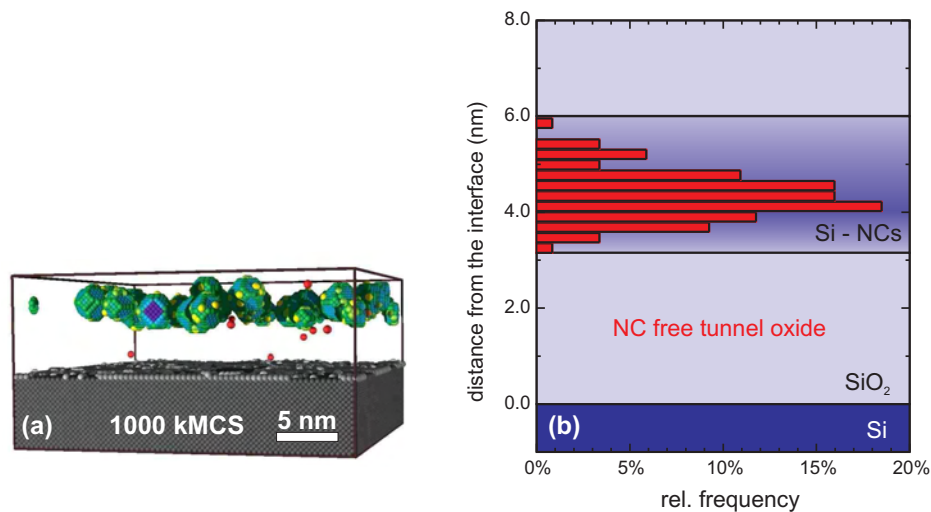 (a)
1000 kMCS
5 nm
distance from the interface (nm)
8.0
6.0
4.0
2.0
0.0
Si - NCs
NC free tunnel oxide
SiO₂
(b)
Si
0%
5%
10%
15%
20%
rel. frequency